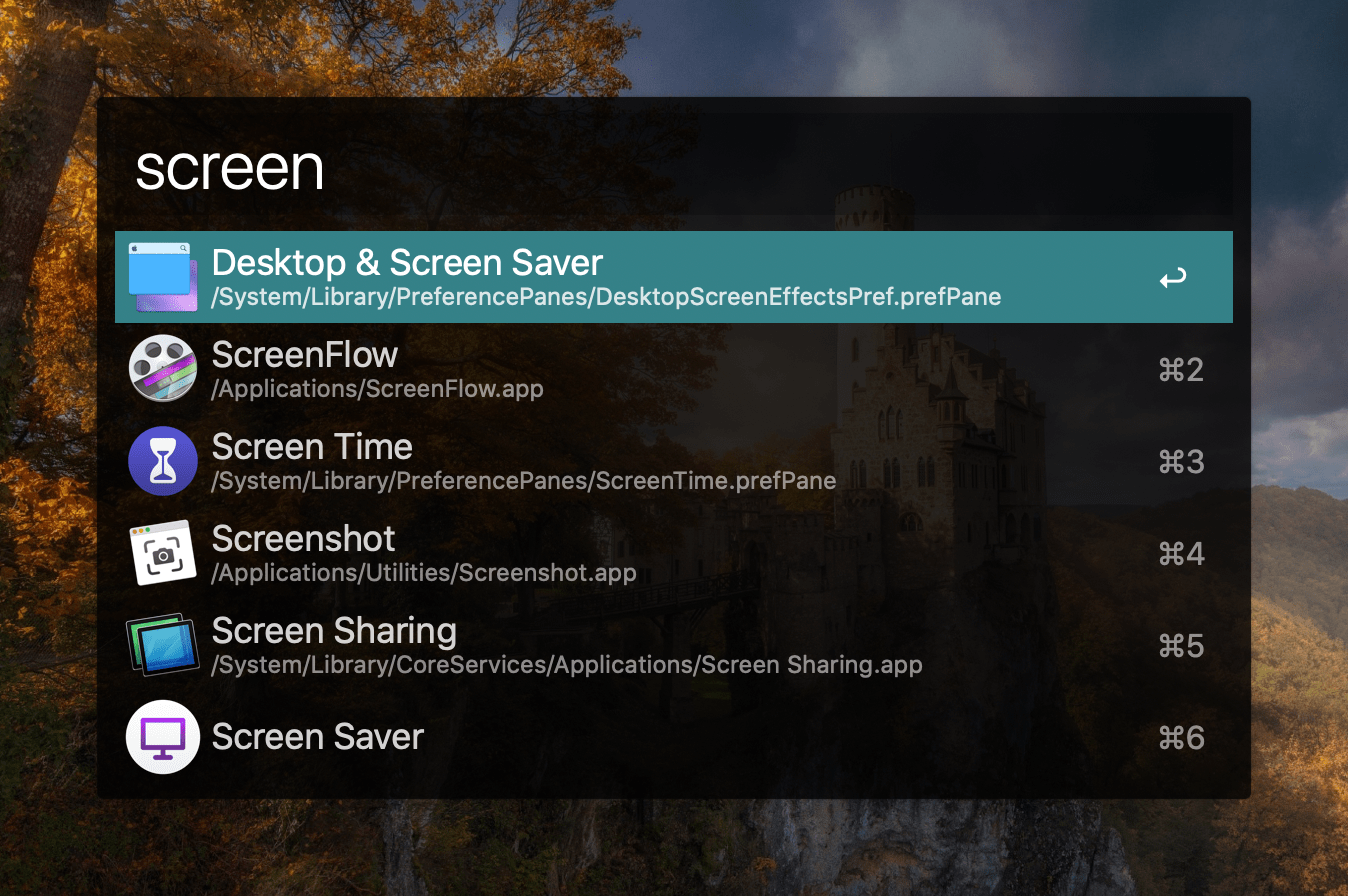 screen
Desktop & Screen Saver
/System/Library/PreferencePanes/DesktopScreenEffectsPref.prefPane
ScreenFlow
/Applications/ScreenFlow.app
⌘2
Screen Time
/System/Library/PreferencePanes/ScreenTime.prefPane
⌘3
Screenshot
/Applications/Utilities/Screenshot.app
⌘4
Screen Sharing
/System/Library/CoreServices/Applications/Screen Sharing.app
⌘5
Screen Saver
⌘6